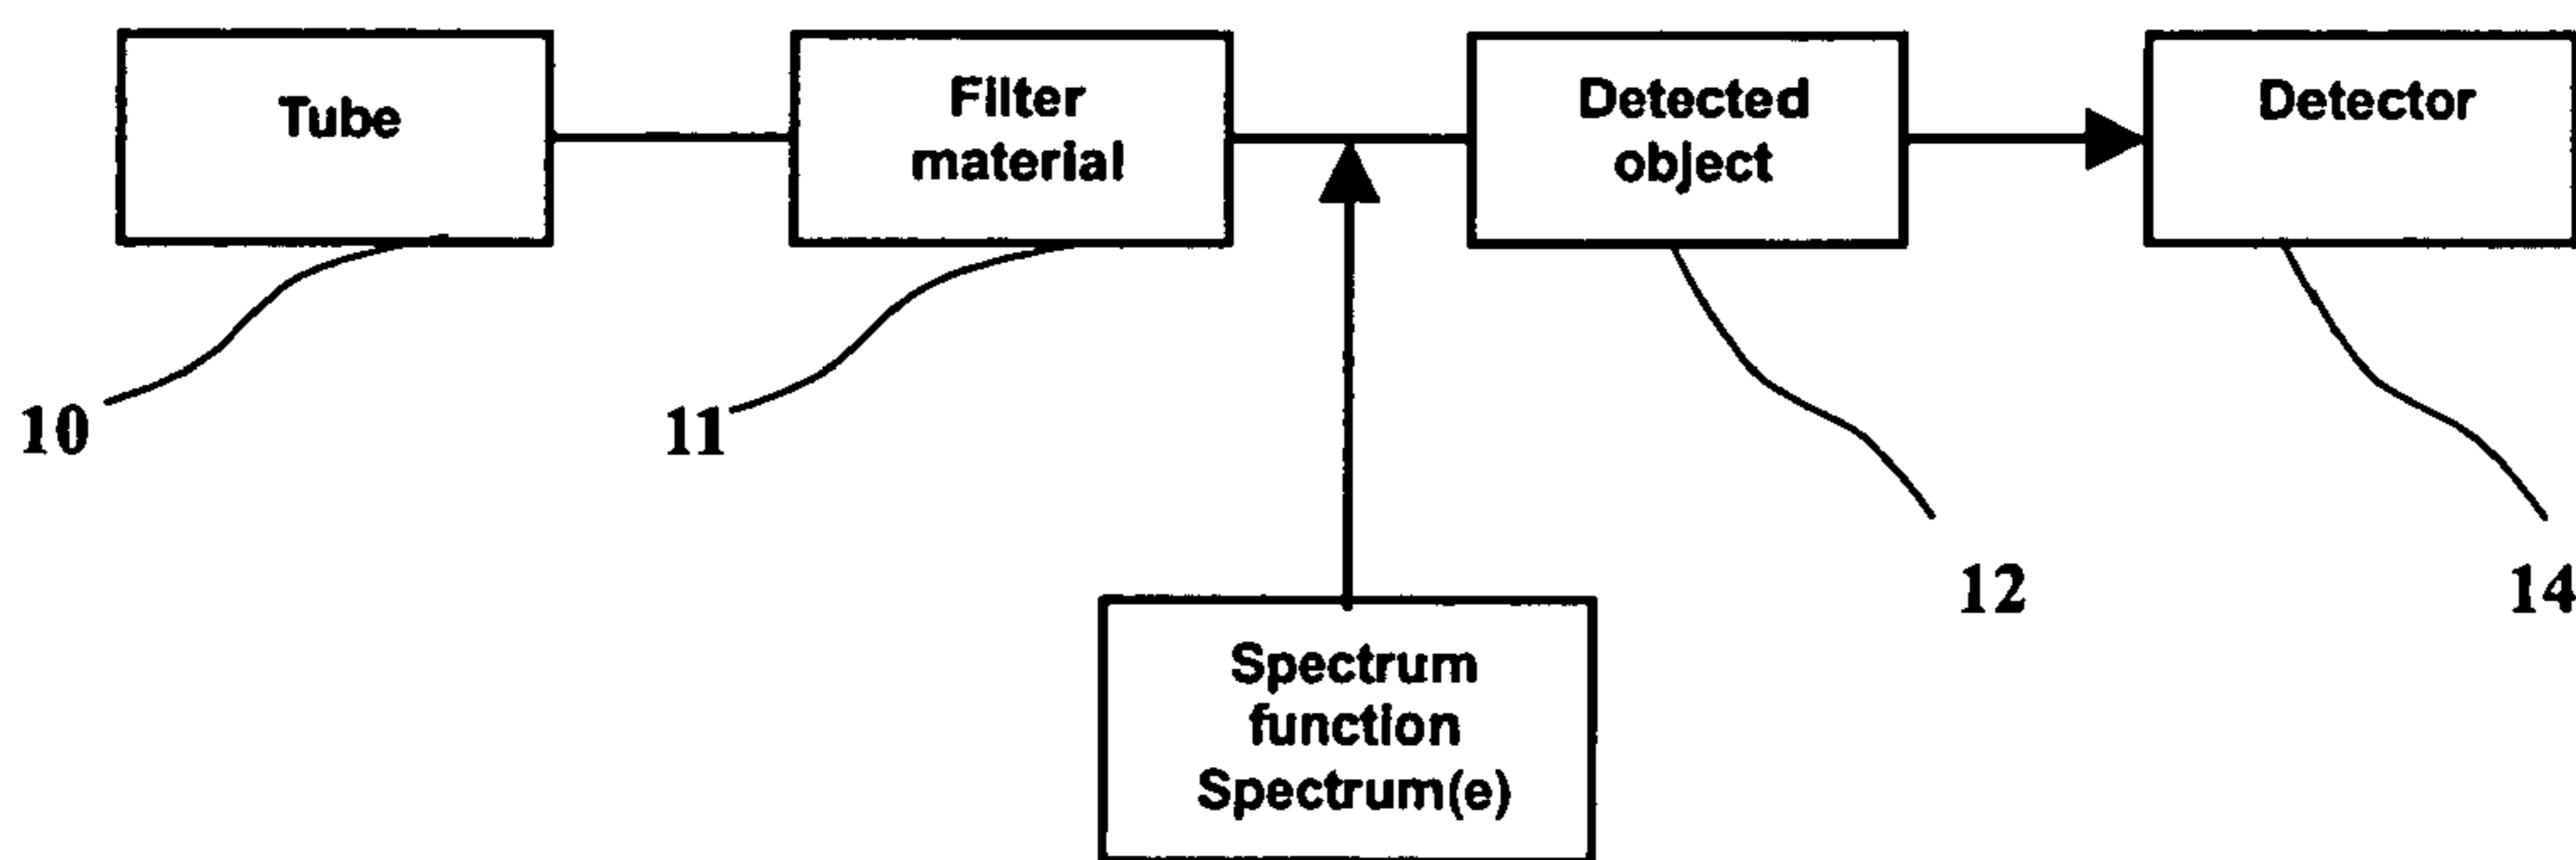 Tube
Filter
material
Detected
object
Detector
10
11
12
14
Spectrum
function
Spectrum(e)